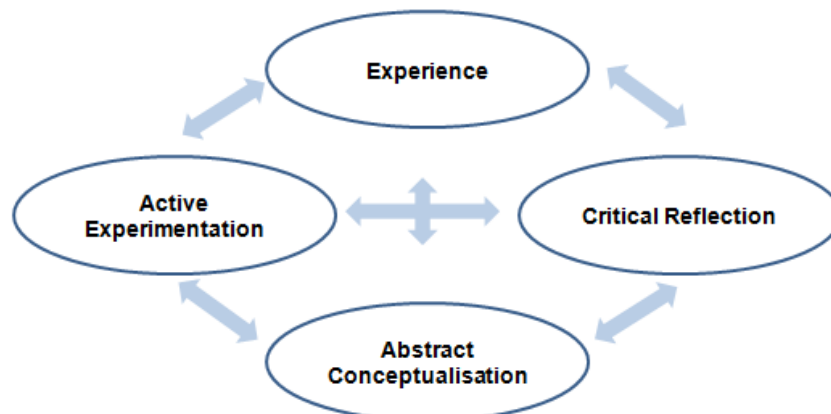 Experience
Active
Experimentation
Critical Reflection
Abstract
Conceptualisation